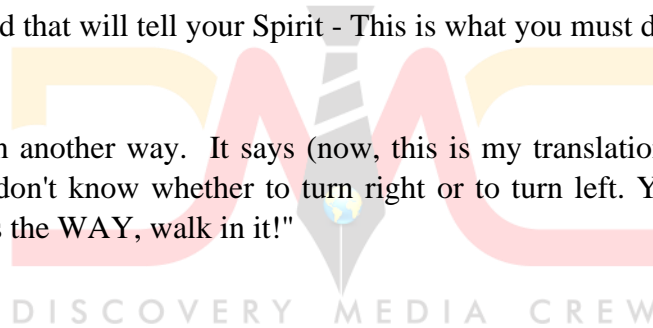 d that will tell your Spirit - This is what you must d
n another way. It says (now, this is my translation
don't know whether to turn right or to turn left. Y
s the WAY, walk in it!"
DISCOVERY MEDIA CREW